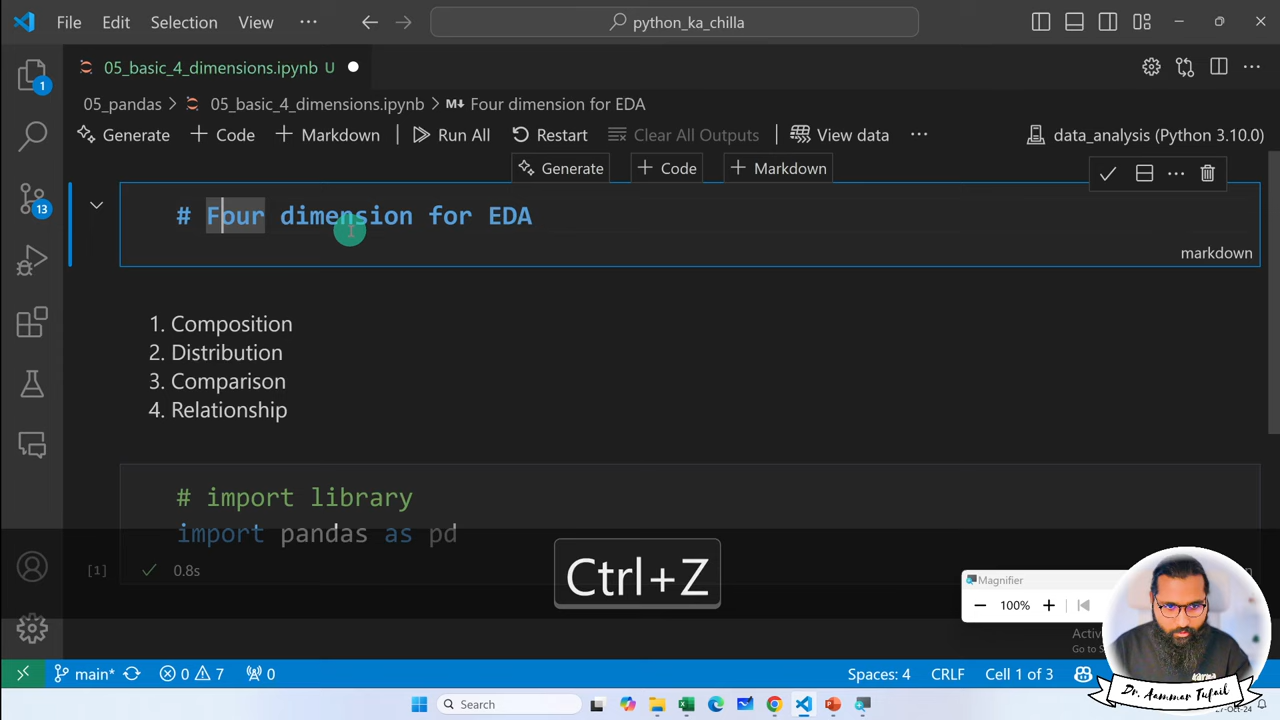 File Edit Selection View ··· python_ka_chilla
05_basic_4_dimensions.ipynb U
05_pandas > 05_basic_4_dimensions.ipynb > Four dimension for EDA
Generate + Code + Markdown Run All Restart Clear All Outputs View data ··· data_analysis (Python 3.10.0)
Generate + Code + Markdown
# Four dimension for EDA
markdown
1. Composition
2. Distribution
3. Comparison
4. Relationship
# import library
import pandas as pd
[1] 0.8s
Ctrl+Z
Magnifier
100%
1
13
main* 0 7 0 Spaces: 4 CRLF Cell 1 of 3
Search
Dr. Aammar Tufail